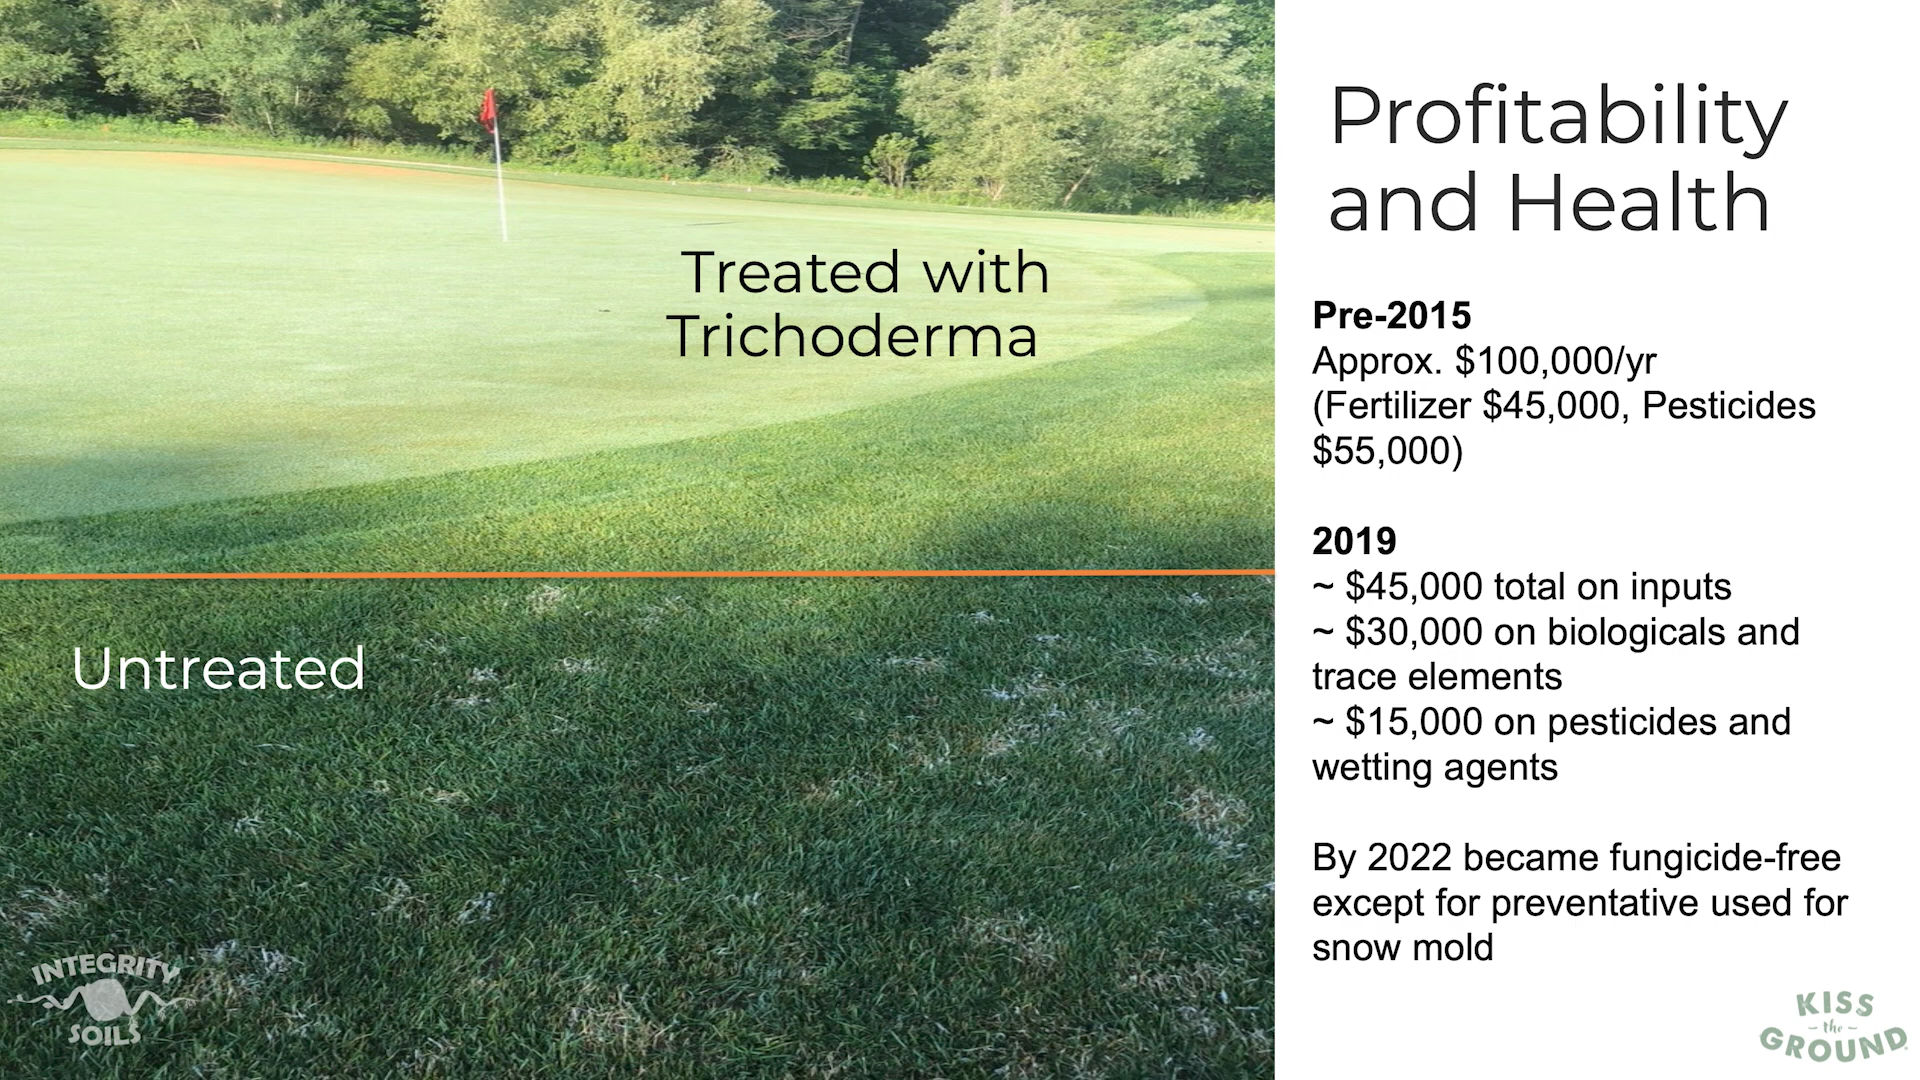 Profitability
and Health
Treated with
Trichoderma
Untreated
Pre-2015
Approx. $100,000/yr
(Fertilizer $45,000, Pesticides
$55,000)
2019
~ $45,000 total on inputs
~ $30,000 on biologicals and
trace elements
~ $15,000 on pesticides and
wetting agents
By 2022 became fungicide-free
except for preventative used for
snow mold
INTEGRITY
SOILS
KISS
the
GROUND